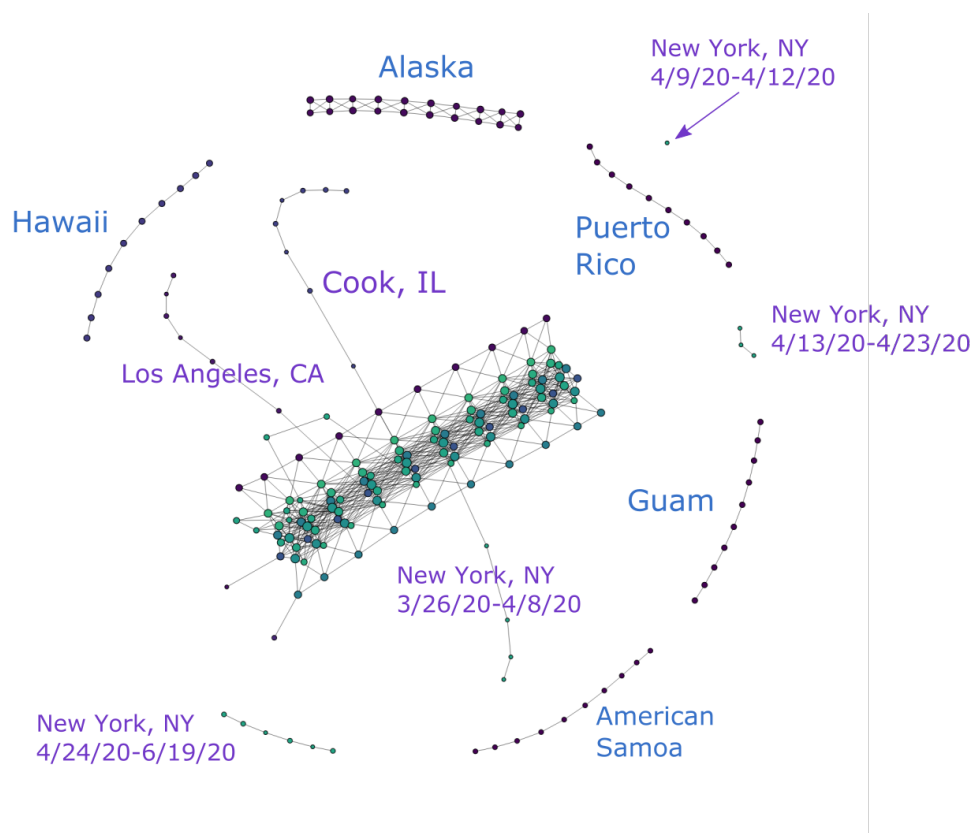 New York, NY
4/9/20-4/12/20
Alaska
Hawaii
Puerto
Rico
Cook, IL
New York, NY
4/13/20-4/23/20
Los Angeles, CA
Guam
New York, NY
3/26/20-4/8/20
American
Samoa
New York, NY
4/24/20-6/19/20